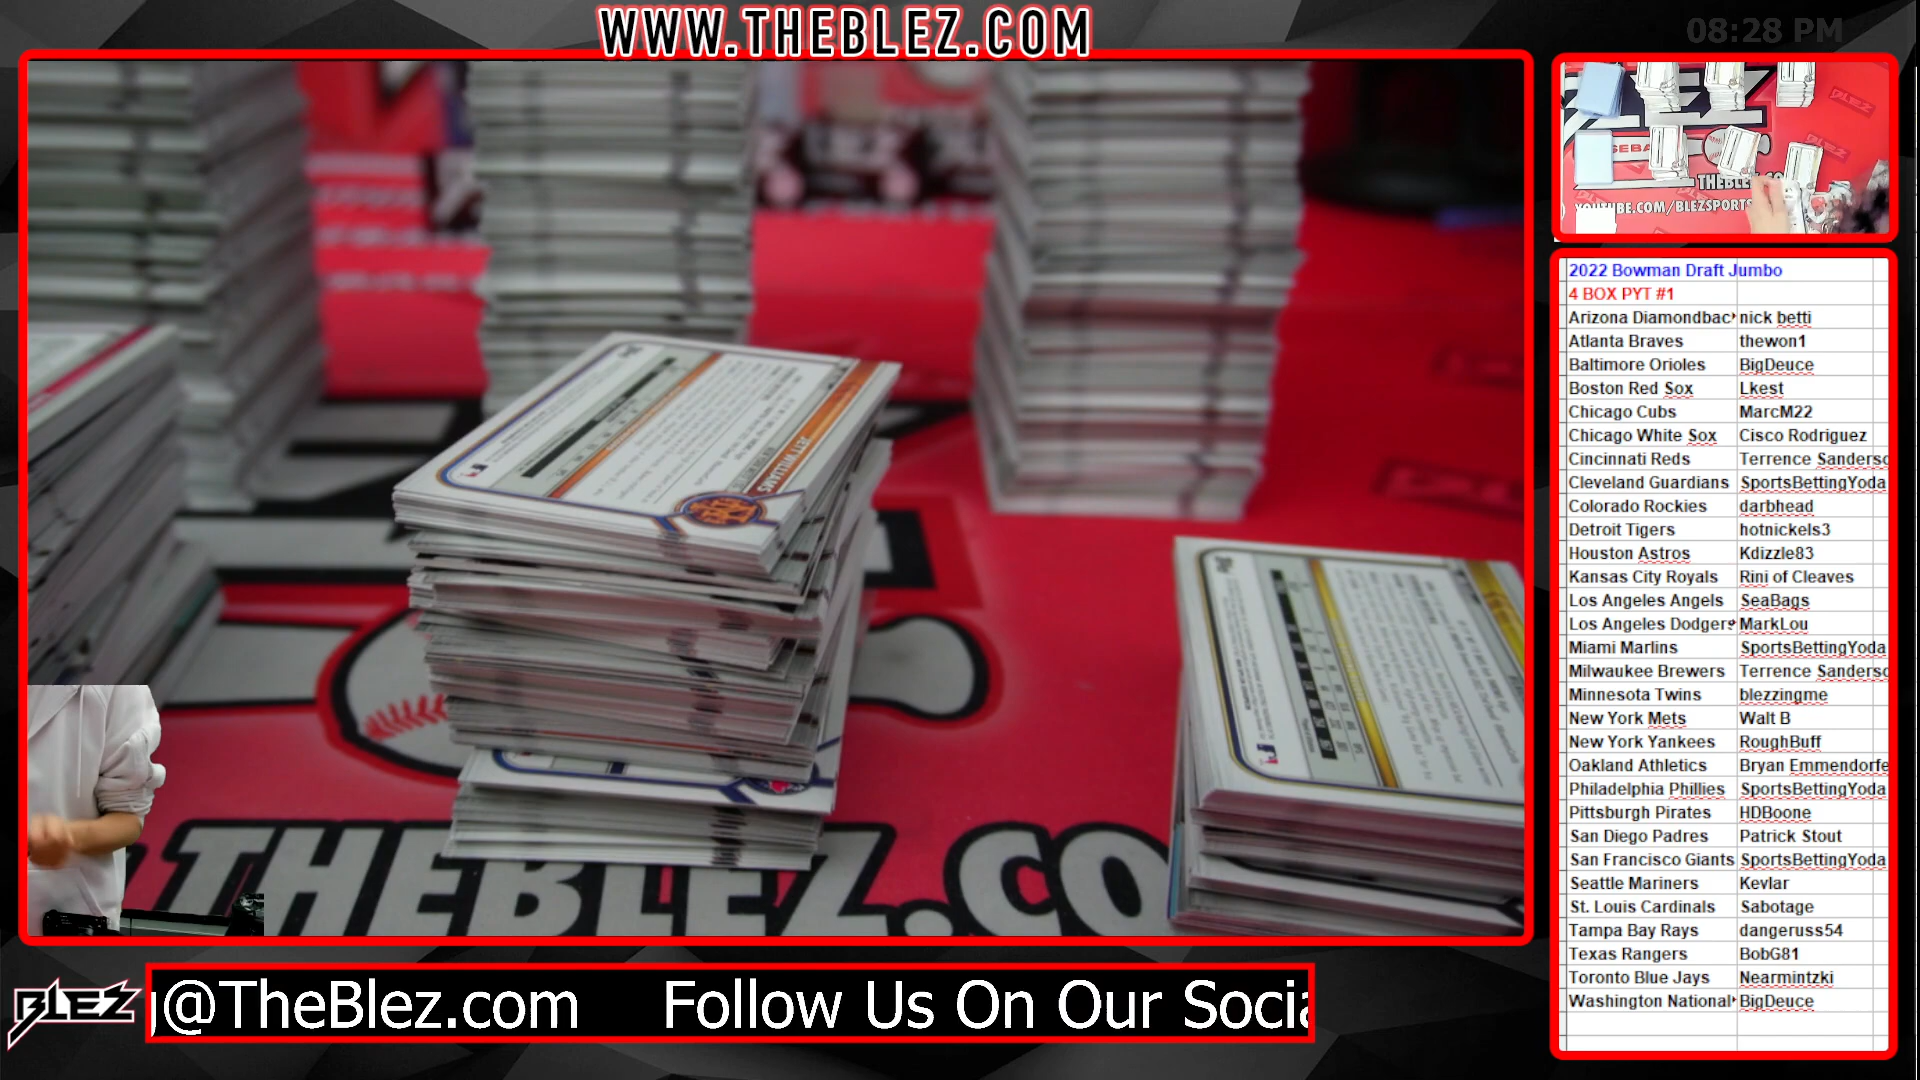 WWW.THEBLEZ.COM
08:28 PM
BLEZ
THEBLEZ.CO
YOUTUBE.COM/BLEZSPORTS
2022 Bowman Draft Jumbo
4 BOX PYT #1
Arizona Diamondbac nick betti
Atlanta Braves thewon1
Baltimore Orioles BigDeuce
Boston Red Sox Lkest
Chicago Cubs MarcM22
Chicago White Sox Cisco Rodriguez
Cincinnati Reds Terrence Sanderso
Cleveland Guardians SportsBettingYoda
Colorado Rockies darbhead
Detroit Tigers hotnickels3
Houston Astros Kdizzle83
Kansas City Royals Rini of Cleaves
Los Angeles Angels SeaBags
Los Angeles Dodgers MarkLou
Miami Marlins SportsBettingYoda
Milwaukee Brewers Terrence Sanderso
Minnesota Twins blezzingme
New York Mets Walt B
New York Yankees RoughBuff
Oakland Athletics Bryan Emmendorfe
Philadelphia Phillies SportsBettingYoda
Pittsburgh Pirates HDBoone
San Diego Padres Patrick Stout
San Francisco Giants SportsBettingYoda
Seattle Mariners Kevlar
St. Louis Cardinals Sabotage
Tampa Bay Rays dangeruss54
Texas Rangers BobG81
Toronto Blue Jays Nearmintzki
Washington National BigDeuce
JETT WILLIAMS
THEBLEZ.CO
BLEZ
@TheBlez.com Follow Us On Our Socia